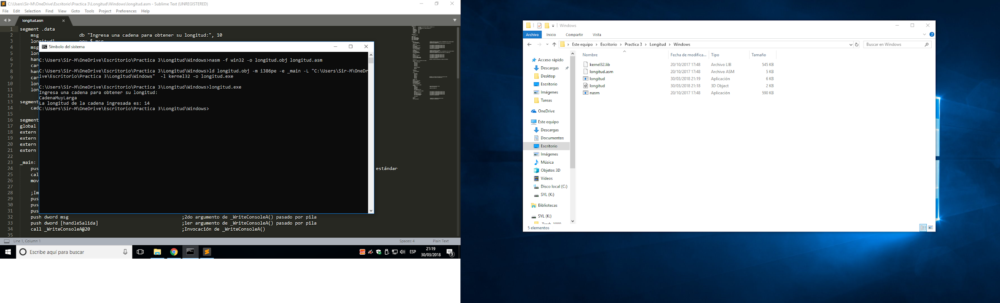 C:\Users\Sir-M\OneDrive\Escritorio\Practica 3\Longitud\Windows\longitud.asm - Sublime Text (UNREGISTERED)
File Edit Selection Find View Goto Tools Project Preferences Help
longitud.asm
1 segment .data
2 msg db "Ingresa una cadena para obtener su longitud:", 10
3 longitud1 equ $-msg
4 msg
5 lon
6 han
7 car
8 han
9 car
10 lon
11 lon
12
13 segment
14 cad
15
16 segment
17 global
18 extern
19 extern
20 extern
21 extern
22
23 _main:
24 pus estándar
25 cal
26 mov
27
28 ;Im
29 pus
30 pus
31 pus
32 push dword msg ;2do argumento de _WriteConsoleA() pasado por pila
33 push dword [handleSalida] ;1er argumento de _WriteConsoleA() pasado por pila
34 call _WriteConsoleA@20 ;Invocación de _WriteConsoleA()
35
Line 1, Column 1 Spaces: 4 Plain Text
Símbolo del sistema
C:\Users\Sir-M\OneDrive\Escritorio\Practica 3\Longitud\Windows>nasm -f win32 -o longitud.obj longitud.asm
C:\Users\Sir-M\OneDrive\Escritorio\Practica 3\Longitud\Windows>ld longitud.obj -m i386pe -e _main -L "C:\Users\Sir-M\OneDr
ive\Escritorio\Practica 3\Longitud\Windows" -l kernel32 -o longitud.exe
C:\Users\Sir-M\OneDrive\Escritorio\Practica 3\Longitud\Windows>longitud.exe
Ingresa una cadena para obtener su longitud:
CadenaMuyLarga
La longitud de la cadena ingresada es: 14
C:\Users\Sir-M\OneDrive\Escritorio\Practica 3\Longitud\Windows>
Escribe aquí para buscar
ESP
21:19
30/03/2018
3
Windows
Archivo Inicio Compartir Vista
Este equipo Escritorio Practica 3 Longitud Windows
Buscar en Windows
Acceso rápido
Descargas
Desktop
Escritorio
Imágenes
Tareas
OneDrive
Este equipo
Descargas
Documentos
Escritorio
Imágenes
Música
Objetos 3D
Vídeos
Disco local (C:)
SYL (K:)
Bibliotecas
SYL (K:)
Nombre Fecha de modifica... Tipo Tamaño
kernel32.lib 20/10/2017 17:48 Archivo LIB 545 KB
longitud.asm 20/10/2017 17:48 Archivo ASM 5 KB
longitud 30/03/2018 21:19 Aplicación 6 KB
longitud 30/03/2018 21:18 3D Object 2 KB
nasm 20/10/2017 17:48 Aplicación 590 KB
5 elementos